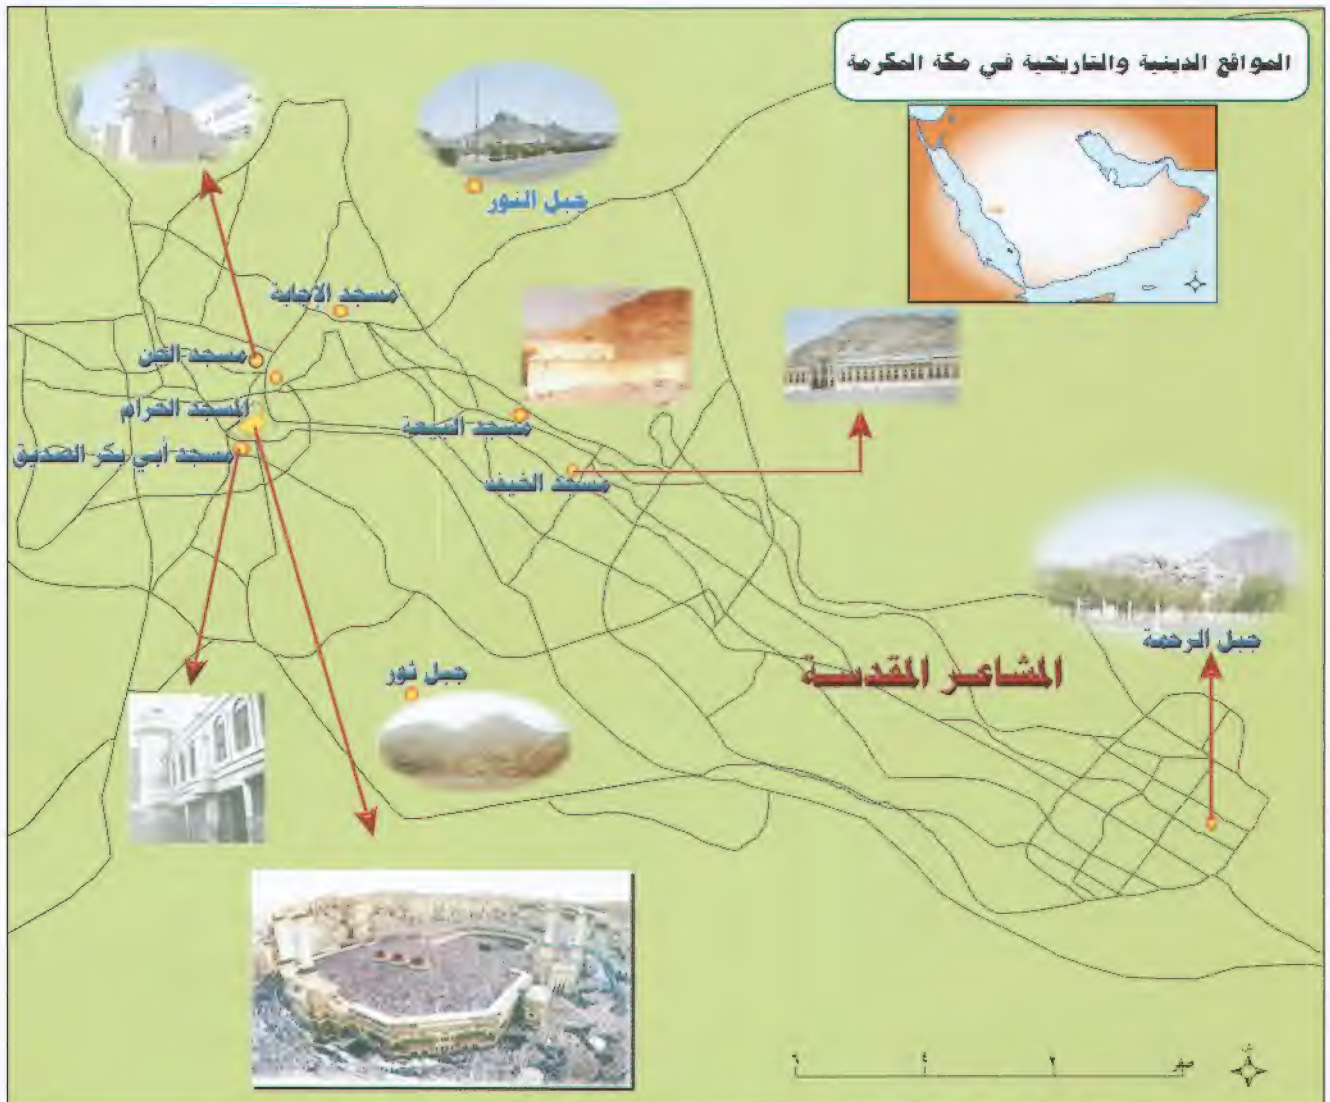 المواقع الدينية والتاريخية في مكة المكرمة
جبل النور
مسجد الإجابة
مسجد الجن
المسجد الحرام
مسجد البيعة
مسجد أبي بكر الصديق
مسجد الخيف
جبل الرحمة
المشاعر المقدسة
جبل ثور
ش
٦ ٤ ٢ صفر